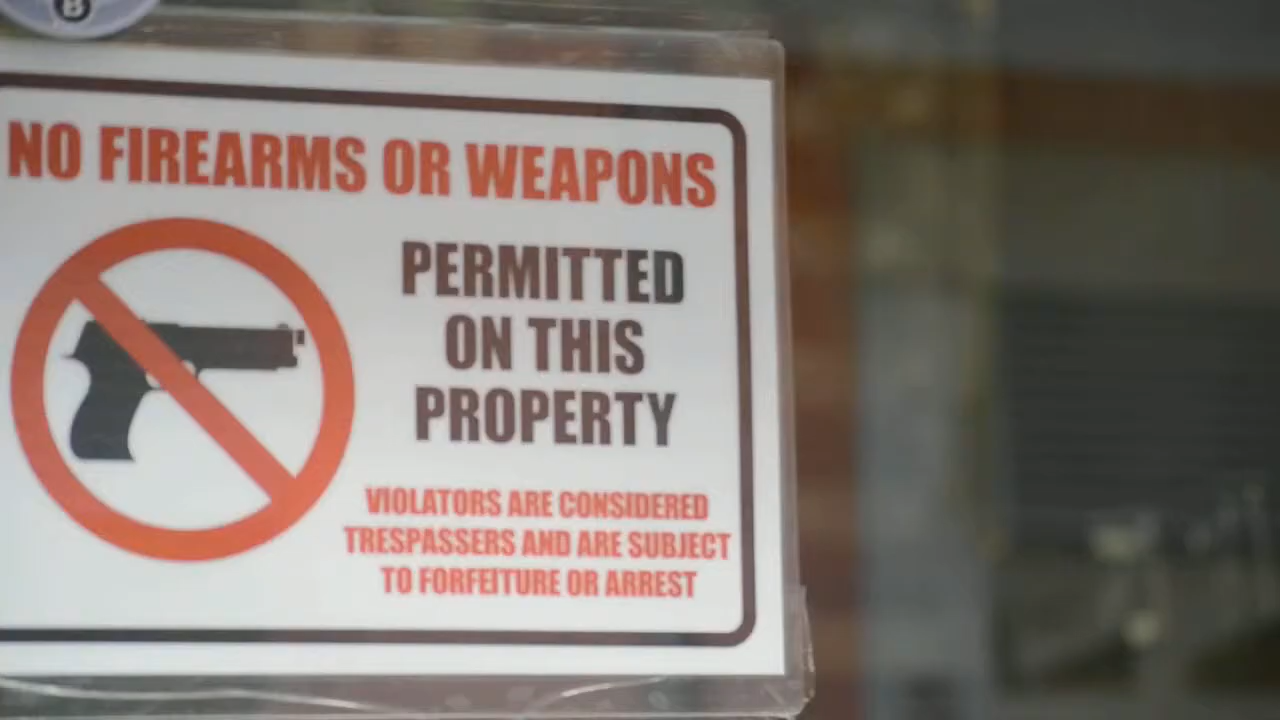 B
NO FIREARMS OR WEAPONS
PERMITTED
ON THIS
PROPERTY
VIOLATORS ARE CONSIDERED
TRESPASSERS AND ARE SUBJECT
TO FORFEITURE OR ARREST